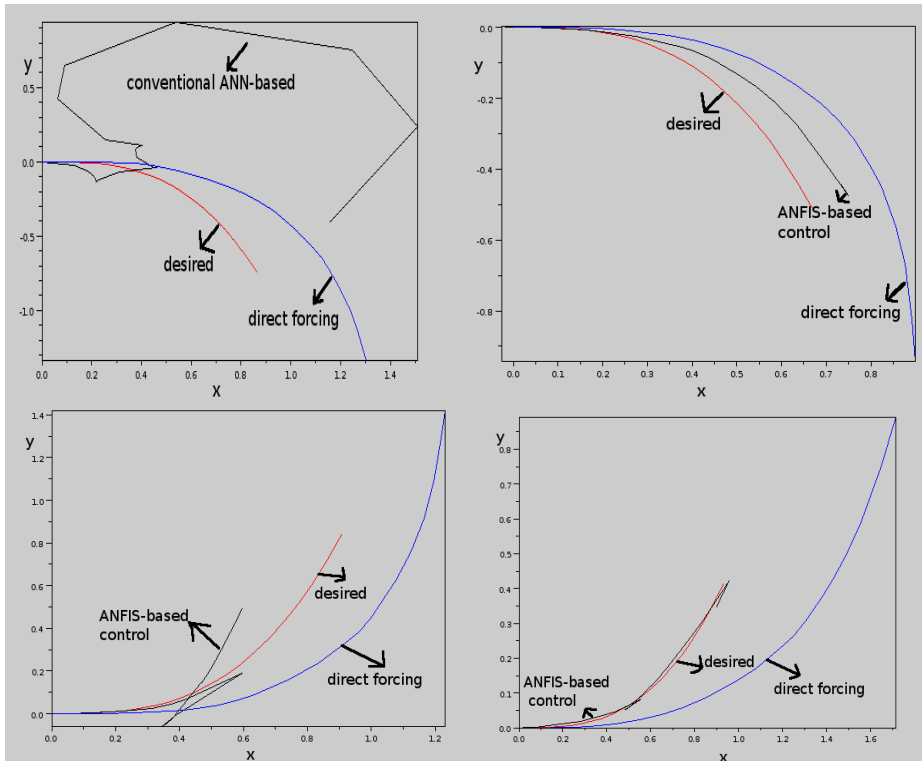 y
0.5
0.0
-0.5
-1.0
conventional ANN-based
desired
direct forcing
0.0 0.2 0.4 0.6 0.8 1.0 1.2 1.4
x
y
0.0
-0.2
-0.4
-0.6
-0.8
desired
ANFIS-based
control
direct forcing
0.0 0.1 0.2 0.3 0.4 0.5 0.6 0.7 0.8
x
y
1.4
1.2
1.0
0.8
0.6
0.4
0.2
0.0
ANFIS-based
control
desired
direct forcing
0.0 0.2 0.4 0.6 0.8 1.0 1.2
x
y
0.8
0.7
0.6
0.5
0.4
0.3
0.2
0.1
0.0
ANFIS-based
control
desired
direct forcing
0.0 0.2 0.4 0.6 0.8 1.0 1.2 1.4 1.6
x